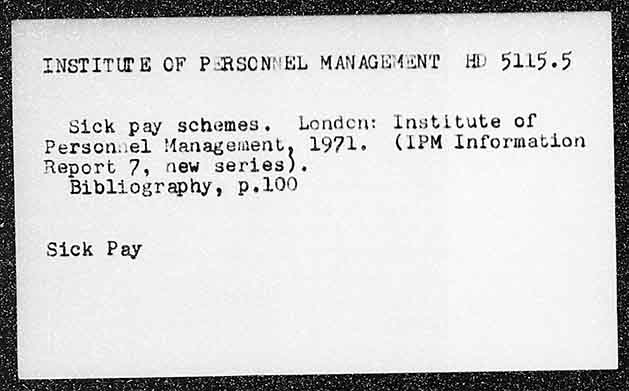 INSTITUTE OF PERSONNEL MANAGEMENT HD 5115.5
Sick pay schemes. London: Institute of
Personnel Management, 1971. (IPM Information
Report 7, new series).
Bibliography, p.100
Sick Pay